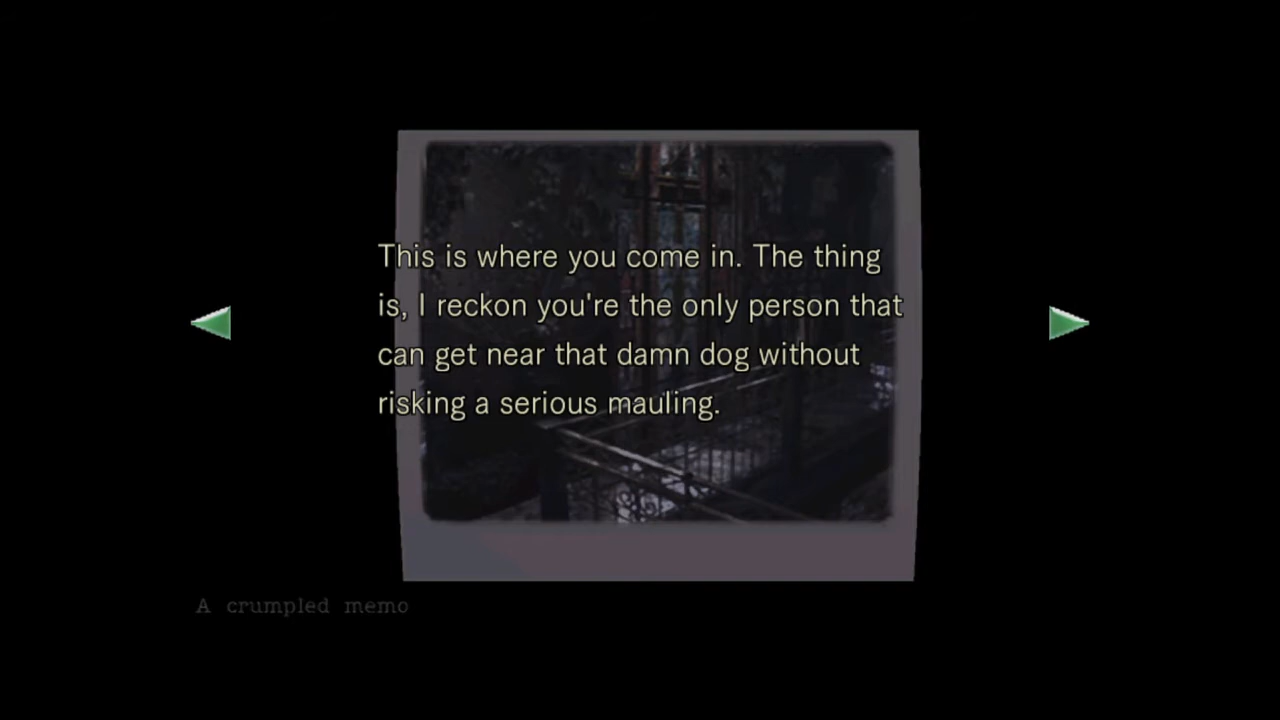 This is where you come in. The thing
is, I reckon you're the only person that
can get near that damn dog without
risking a serious mauling.
A crumpled memo